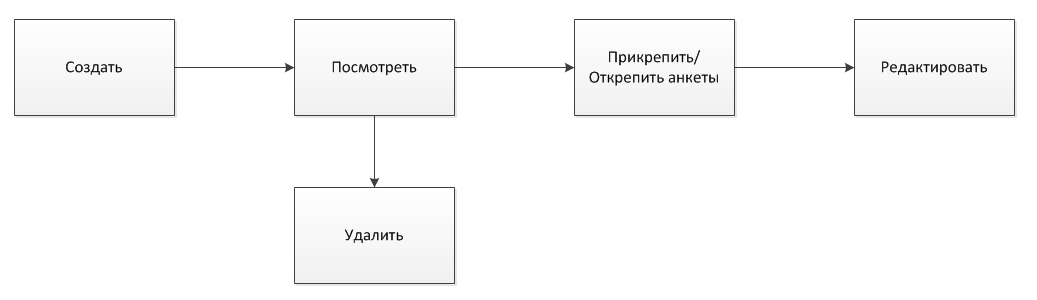 Создать
Посмотреть
Прикрепить/
Открепить анкеты
Редактировать
Удалить